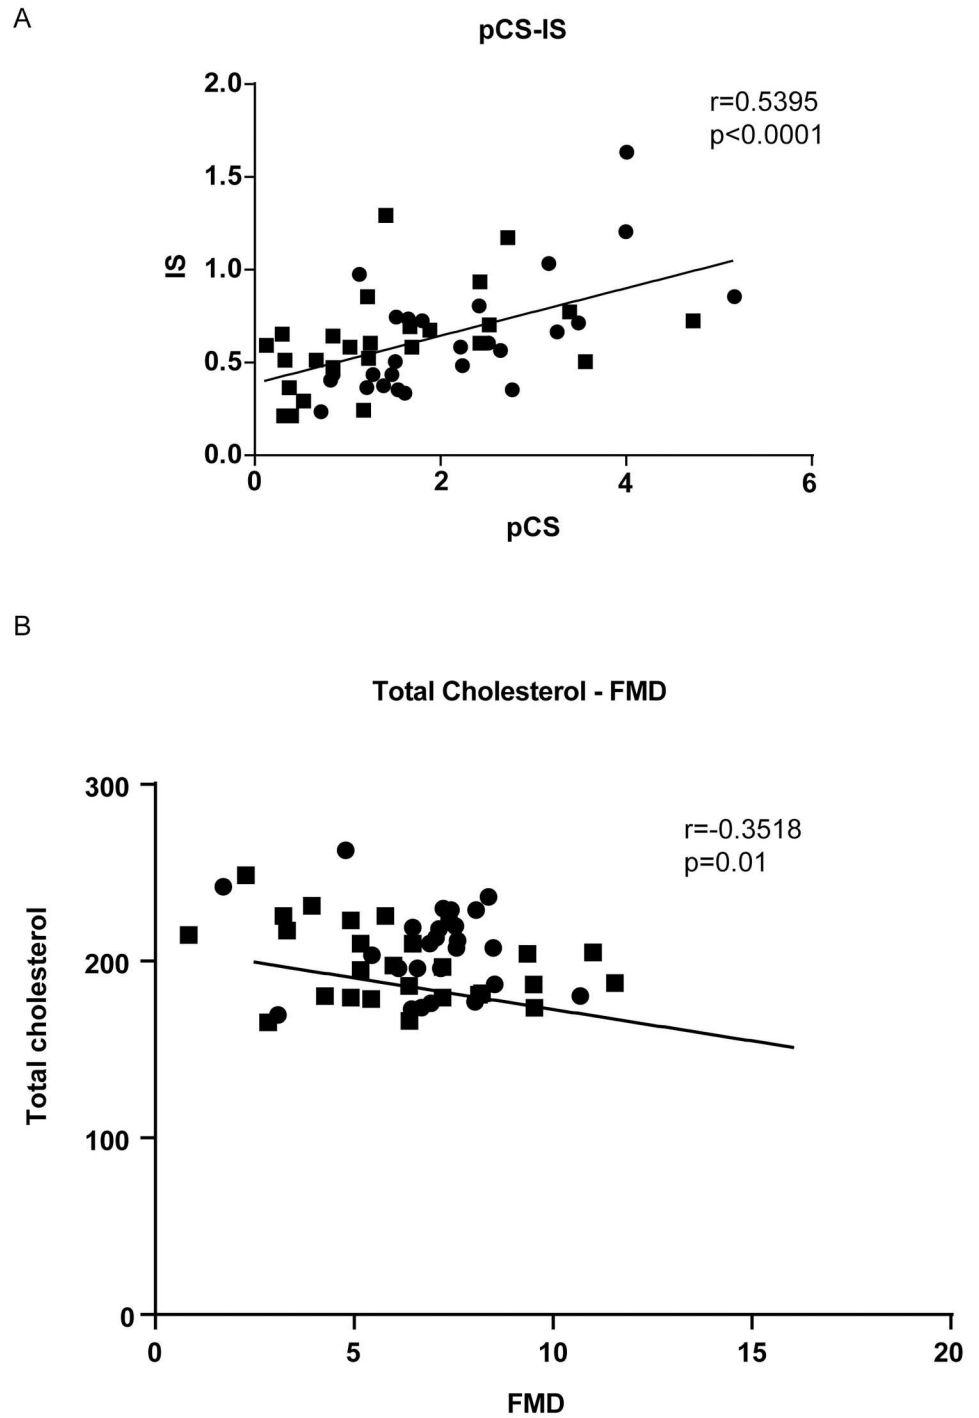 A
pCS-IS
r=0.5395
p<0.0001
2.0
1.5
1.0
0.5
0.0
IS
0 2 4 6
pCS
B
Total Cholesterol - FMD
r=-0.3518
p=0.01
300
200
100
0
Total cholesterol
0 5 10 15 20
FMD